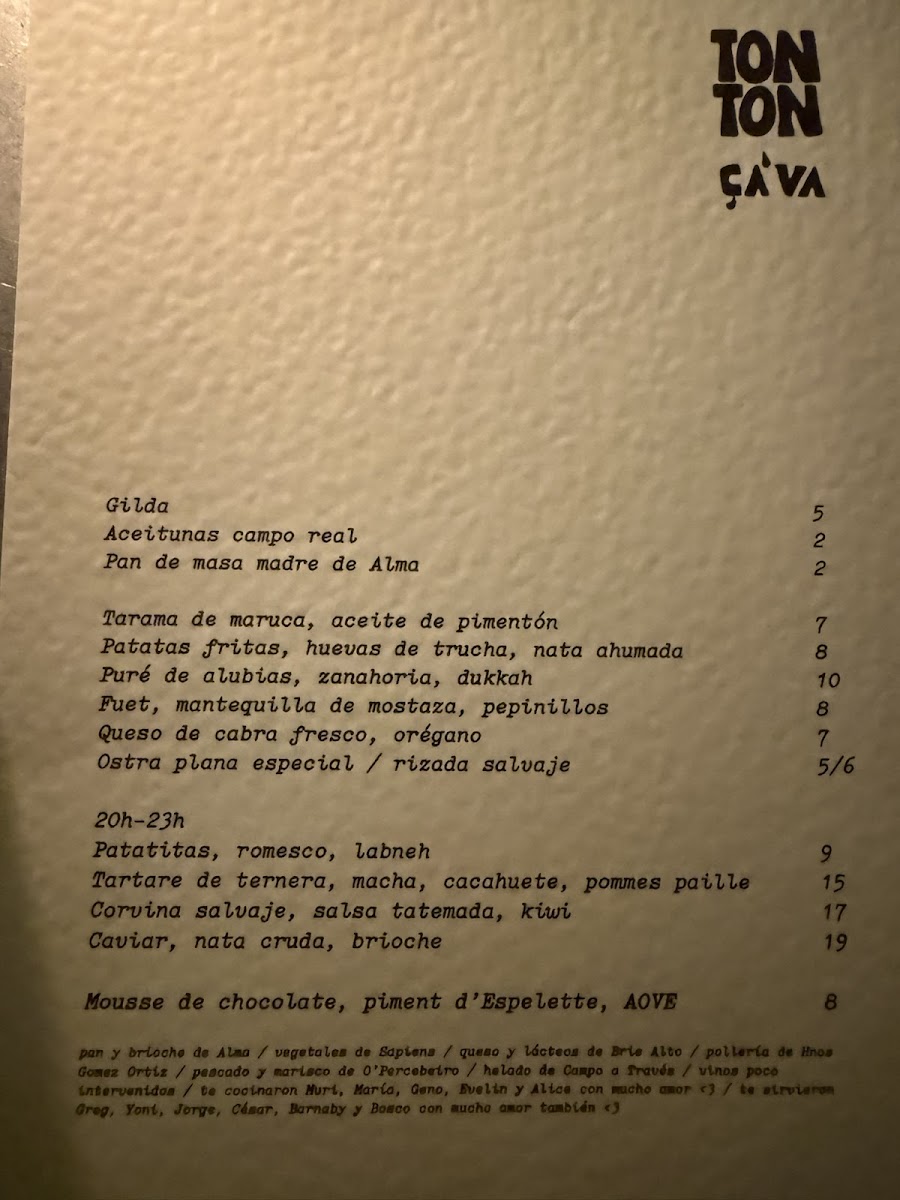 TON
TON
ÇA VA
Gilda 5
Aceitunas campo real 2
Pan de masa madre de Alma 2
Tarama de maruca, aceite de pimentón 7
Patatas fritas, huevas de trucha, nata ahumada 8
Puré de alubias, zanahoria, dukkah 10
Fuet, mantequilla de mostaza, pepinillos 8
Queso de cabra fresco, orégano 7
Ostra plana especial / rizada salvaje 5/6
20h-23h
Patatitas, romesco, labneh 9
Tartare de ternera, macha, cacahuete, pommes paille 15
Corvina salvaje, salsa tatemada, kiwi 17
Caviar, nata cruda, brioche 19
Mousse de chocolate, piment d'Espelette, AOVE 8
pan y brioche de Alma / vegetales de Sapiens / queso y lácteos de Brie Alto / pollería de Hnos
Gomez Ortiz / pescado y marisco de O'Percebeiro / helado de Campo a Través / vinos poco
intervenidos / te cocinaron Muri, María, Geno, Evelin y Alice con mucho amor <3 / te sirvieron
Greg, Yoni, Jorge, César, Barnaby y Bosco con mucho amor también <3